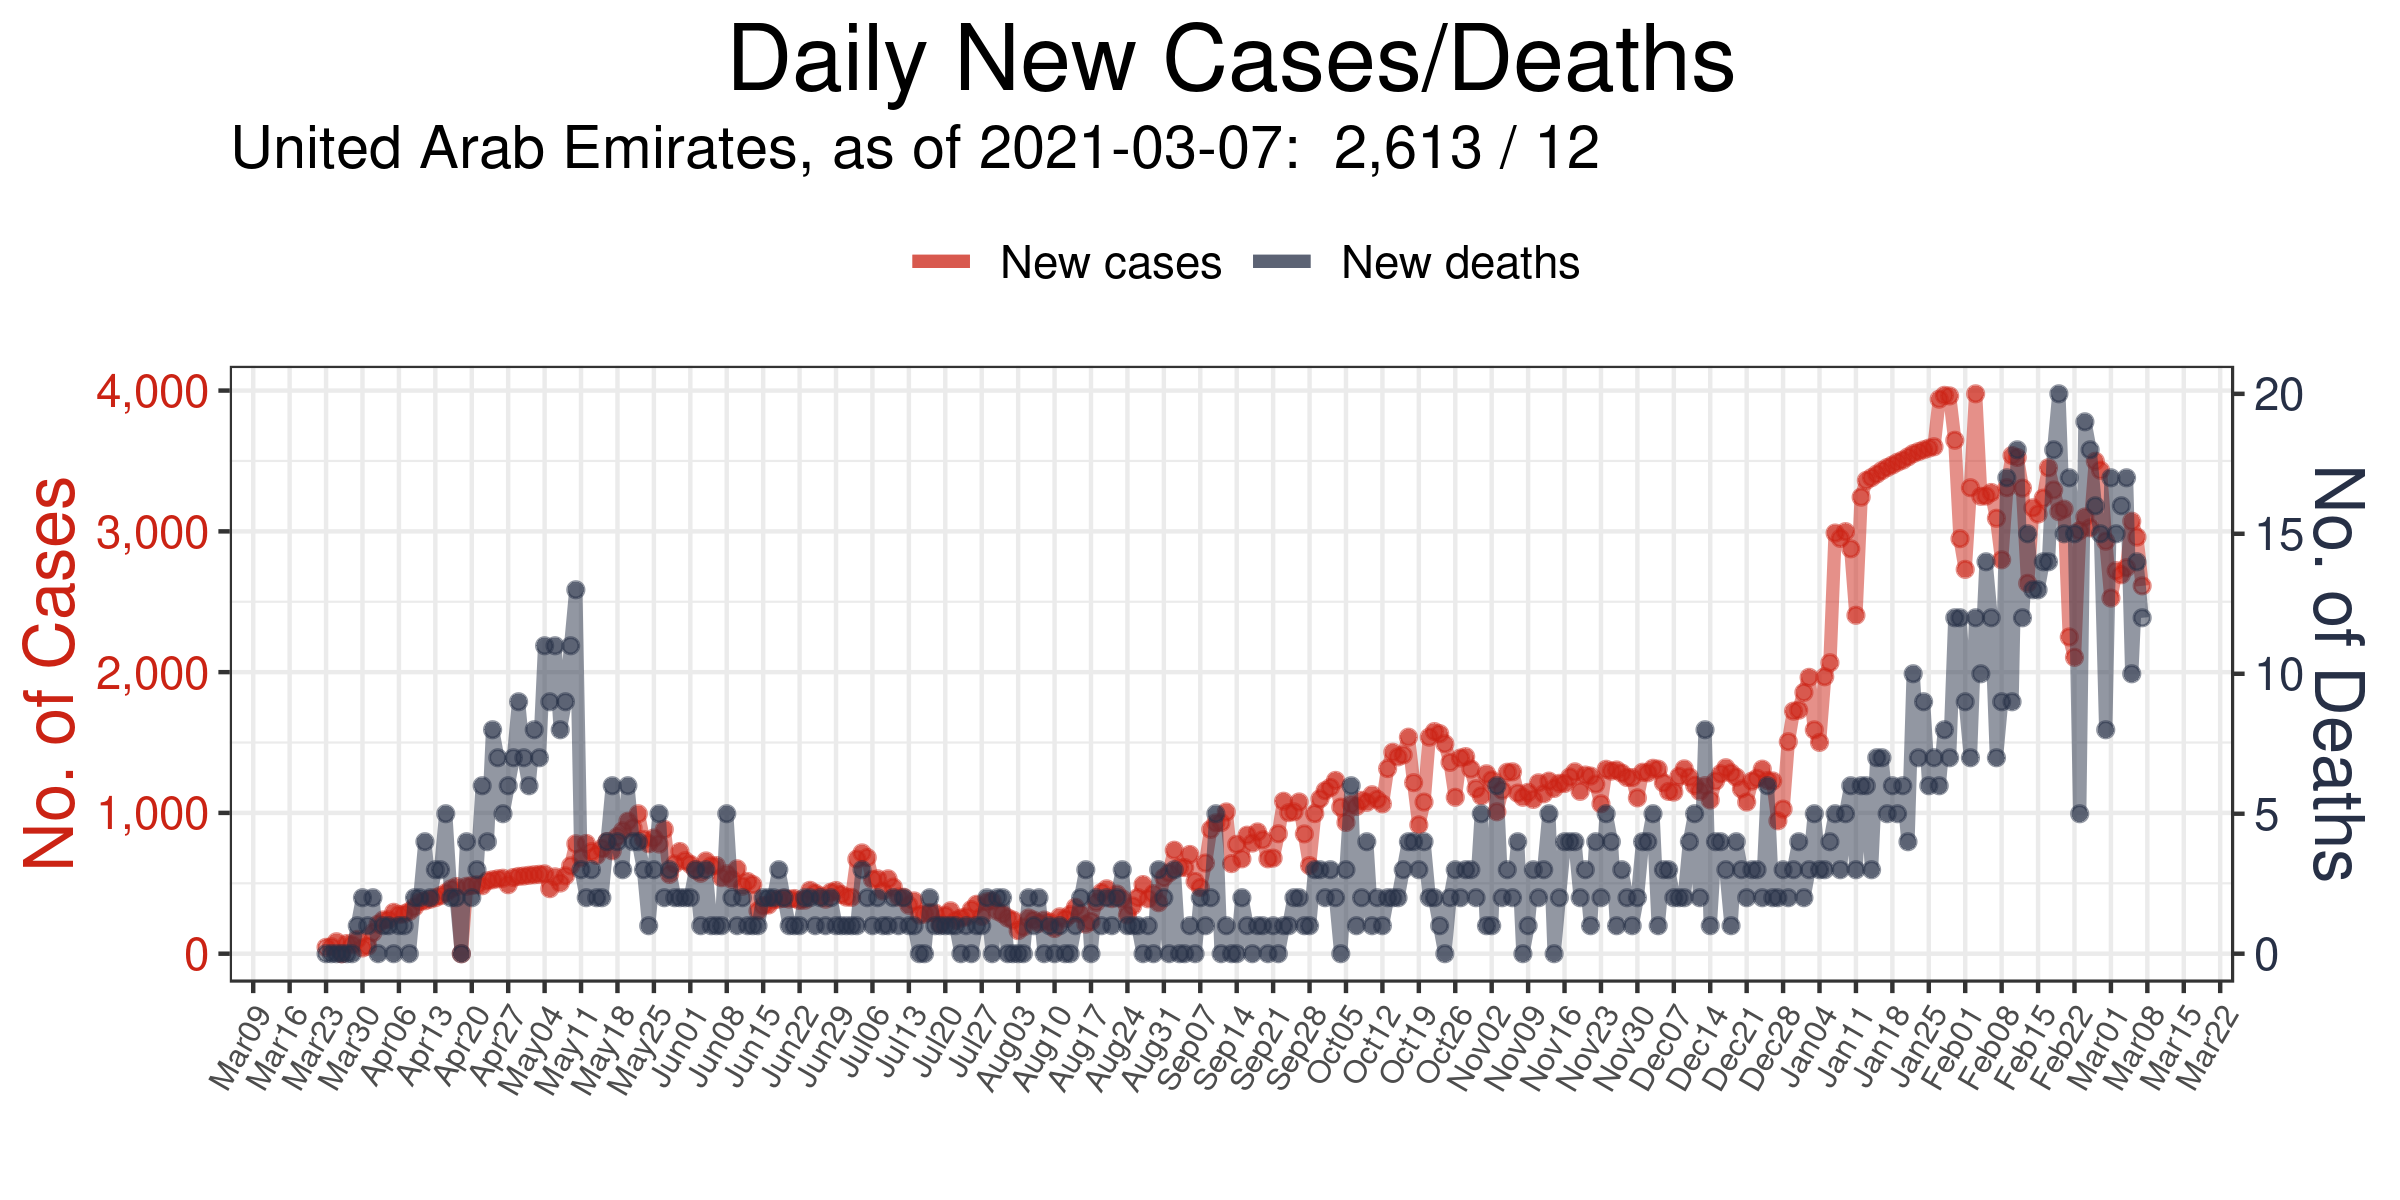 Daily New Cases/Deaths
United Arab Emirates, as of 2021-03-07:  2,613 / 12
New cases
New deaths
No. of Cases
4,000
3,000
2,000
1,000
0
20
15
10
5
0
No. of Deaths
Mar09
Mar16
Mar23
Mar30
Apr06
Apr13
Apr20
Apr27
May04
May11
May18
May25
Jun01
Jun08
Jun15
Jun22
Jun29
Jul06
Jul13
Jul20
Jul27
Aug03
Aug10
Aug17
Aug24
Aug31
Sep07
Sep14
Sep21
Sep28
Oct05
Oct12
Oct19
Oct26
Nov02
Nov09
Nov16
Nov23
Nov30
Dec07
Dec14
Dec21
Dec28
Jan04
Jan11
Jan18
Jan25
Feb01
Feb08
Feb15
Feb22
Mar01
Mar08
Mar15
Mar22